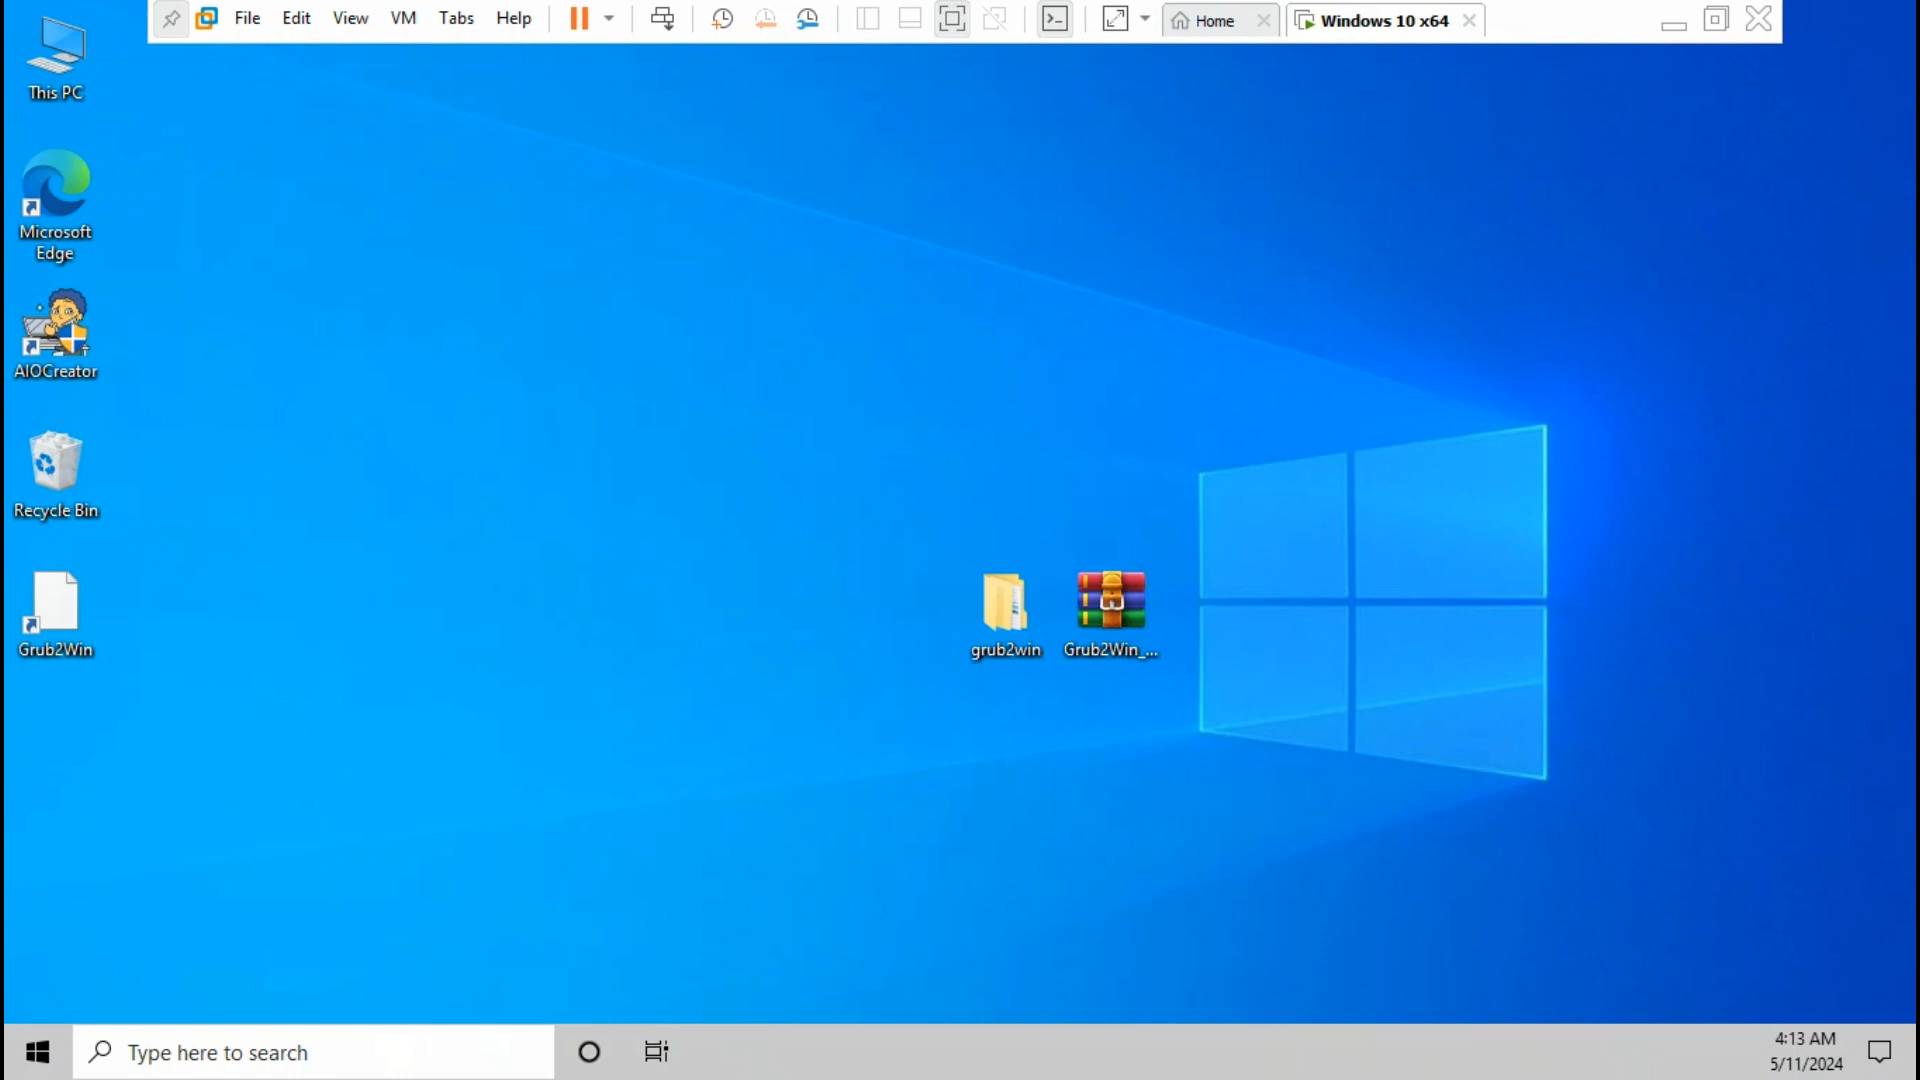 File Edit View VM Tabs Help Home Windows 10 x64
This PC
Microsoft
Edge
AIOCreator
Recycle Bin
Grub2Win
grub2win
Grub2Win_...
Type here to search
4:13 AM
5/11/2024